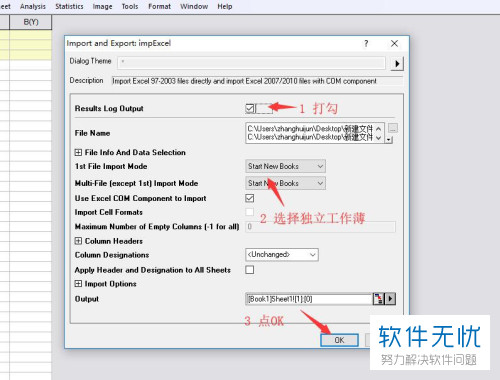 sheet Analysis Statistics Image Tools Format Window Help
B(Y)
Import and Export: impExcel
Dialog Theme *
Description Import Excel 97-2003 files directly and import Excel 2007/2010 files with COM component
Results Log Output
1 打勾
File Name C:\Users\zhanghuijun\Desktop\新建文件
C:\Users\zhanghuijun\Desktop\新建文件
File Info And Data Selection
1st File Import Mode Start New Books
Multi-File (except 1st) Import Mode Start New Books
Use Excel COM Component to Import
2 选择独立工作薄
Import Cell Formats
Maximum Number of Empty Columns (-1 for all) 0
Column Headers
Column Designations <Unchanged>
Apply Header and Designation to All Sheets
Import Options
Output [Book1]Sheet1![1]:[0]
3 点OK
OK
软件无忧
努力解决软件问题